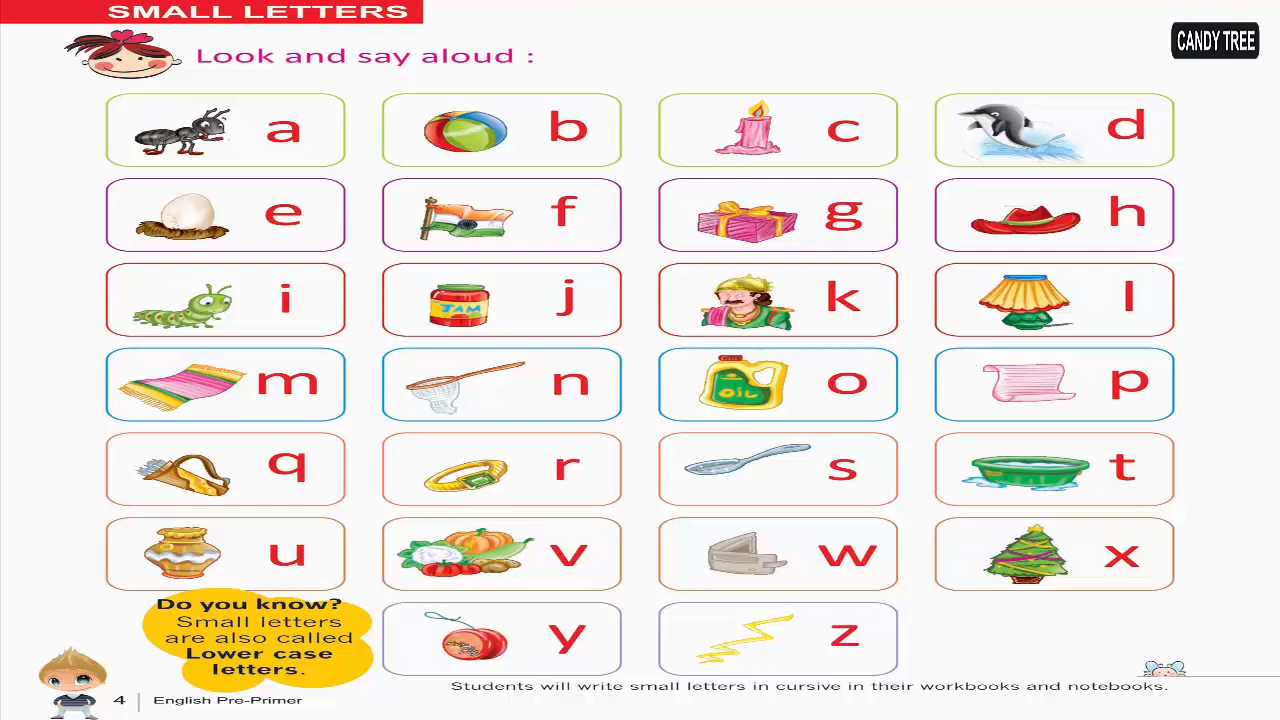 SMALL LETTERS
CANDY TREE
Look and say aloud :
a b c d
e f g h
i JAM j k l
m n OIL o p
q r s t
u v w x
Do you know?
Small letters
are also called
Lower case
letters.
y z
Students will write small letters in cursive in their workbooks and notebooks.
4 English Pre-Primer